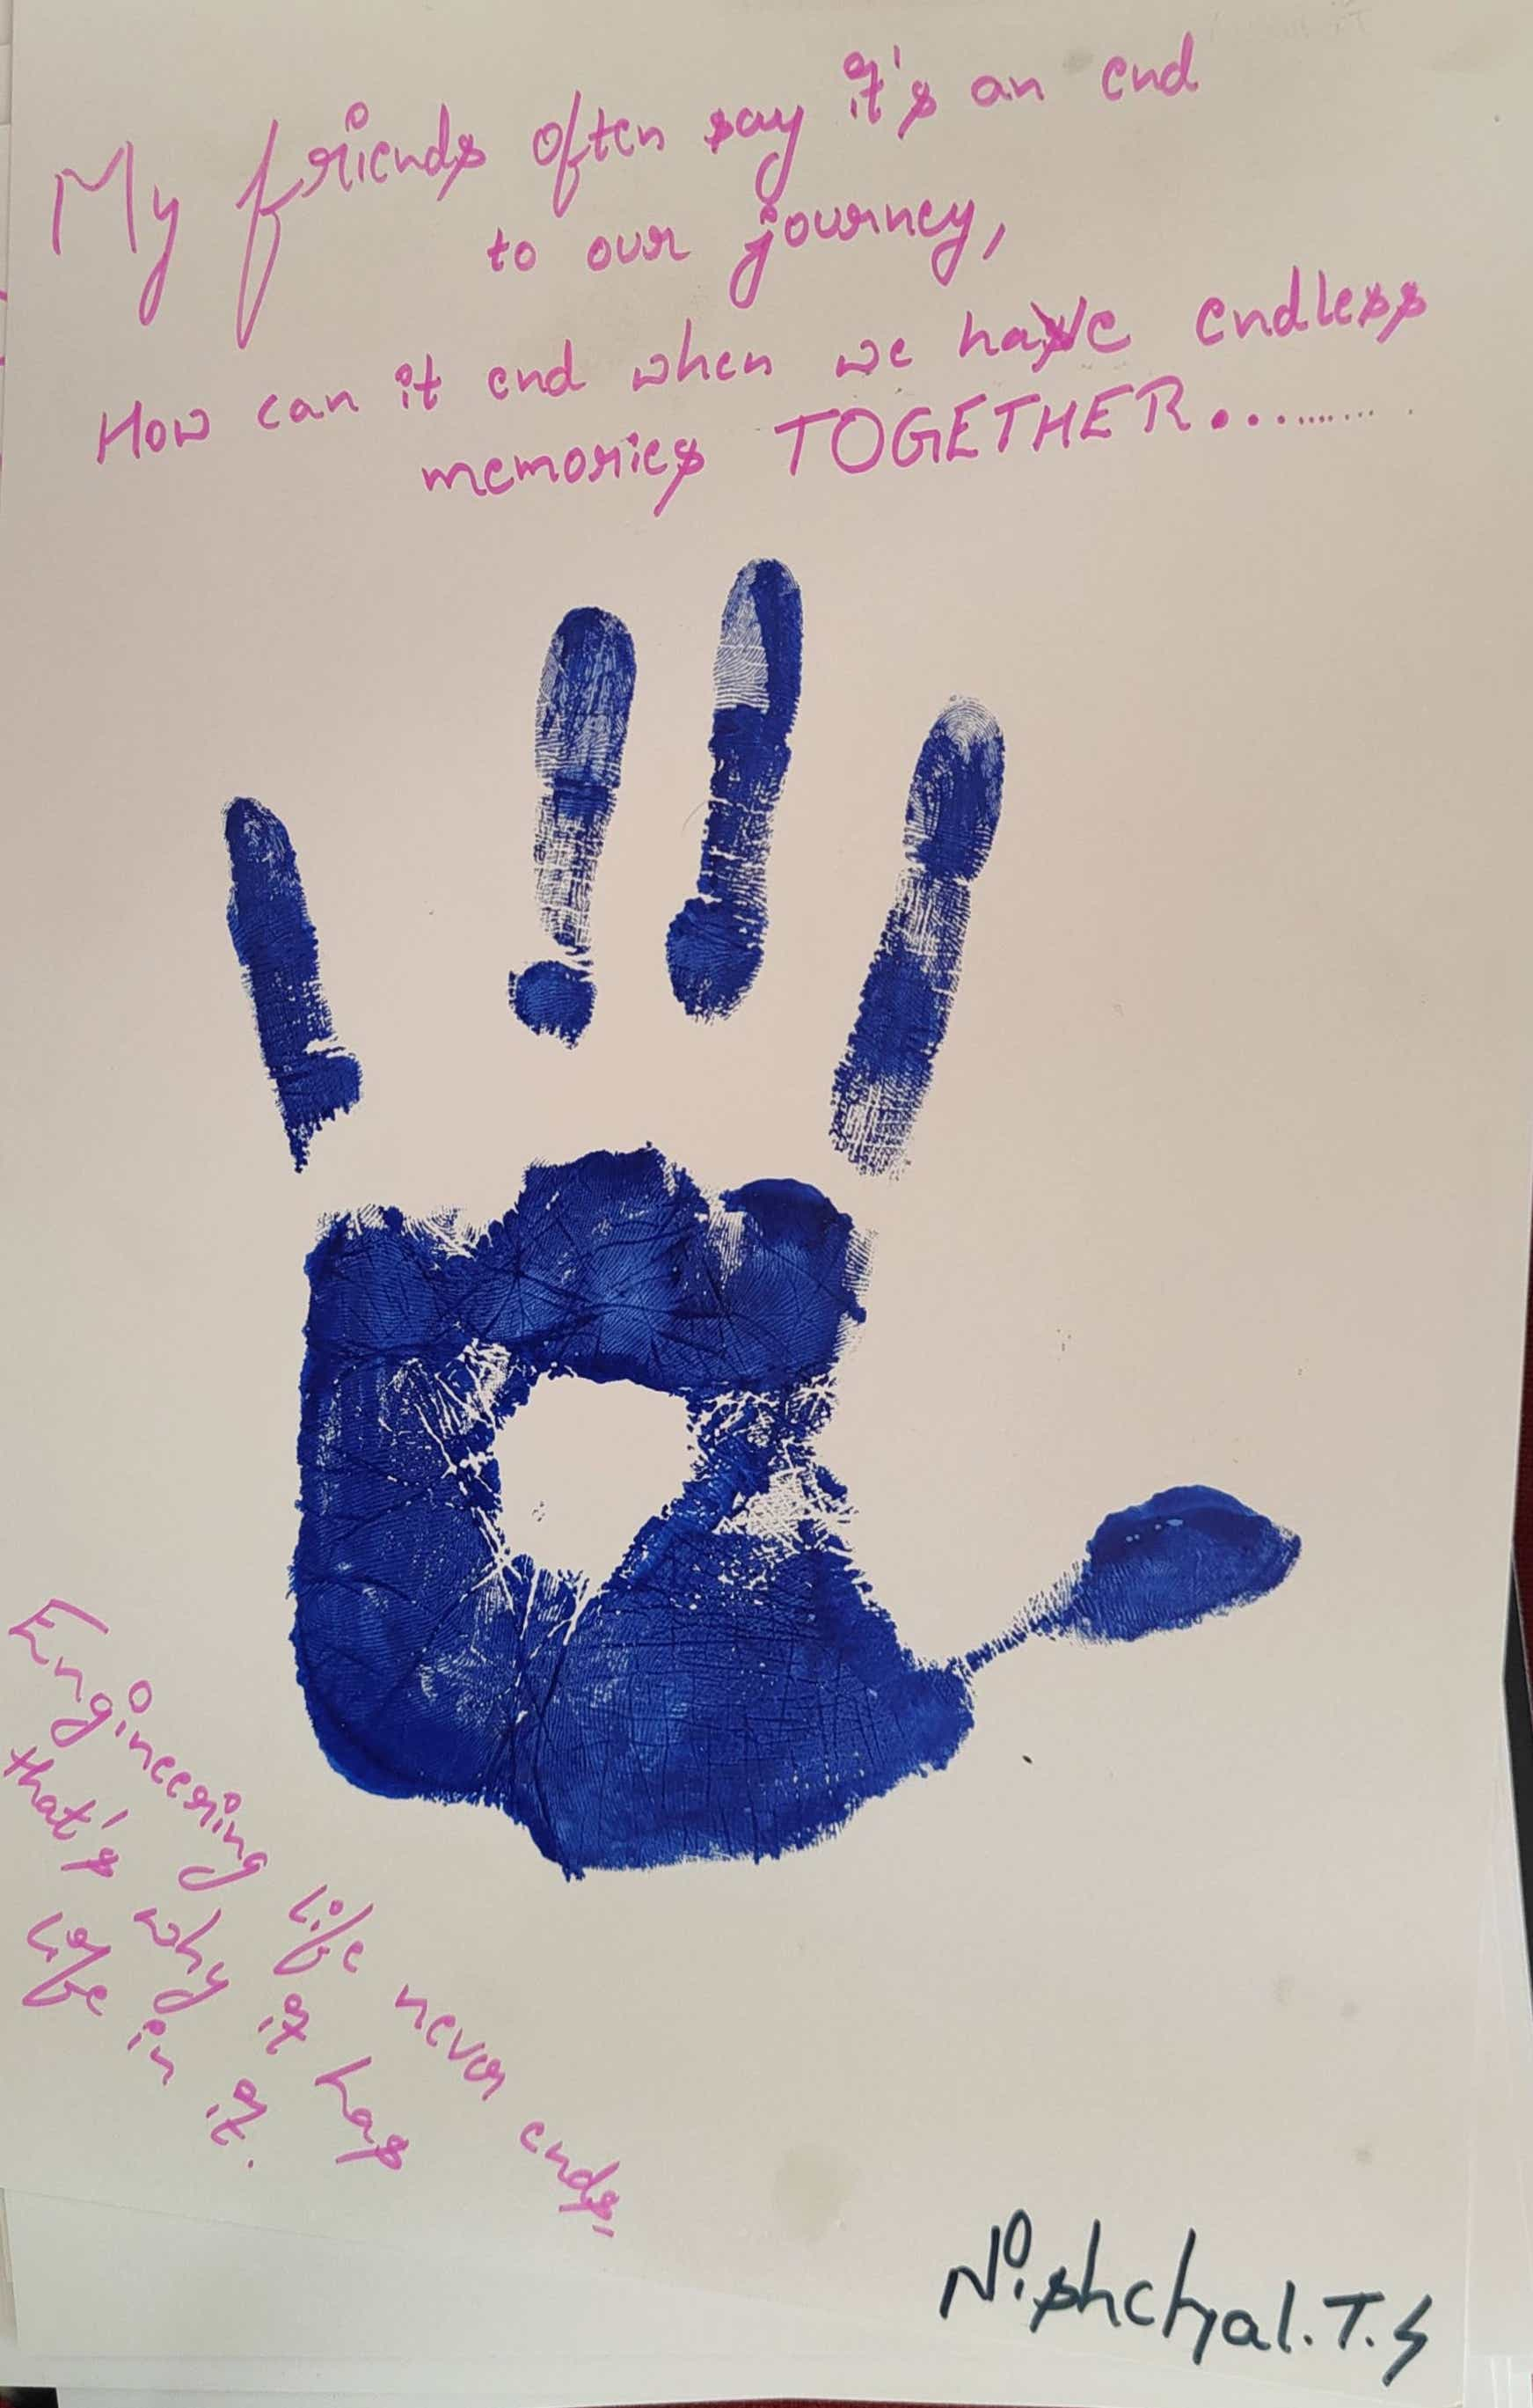 My friends often say it's an end
to our journey,
How can it end when we have endless
memories TOGETHER..........
Engineering life never ends,
that's why it has
life in it.
Nishchal.T.S